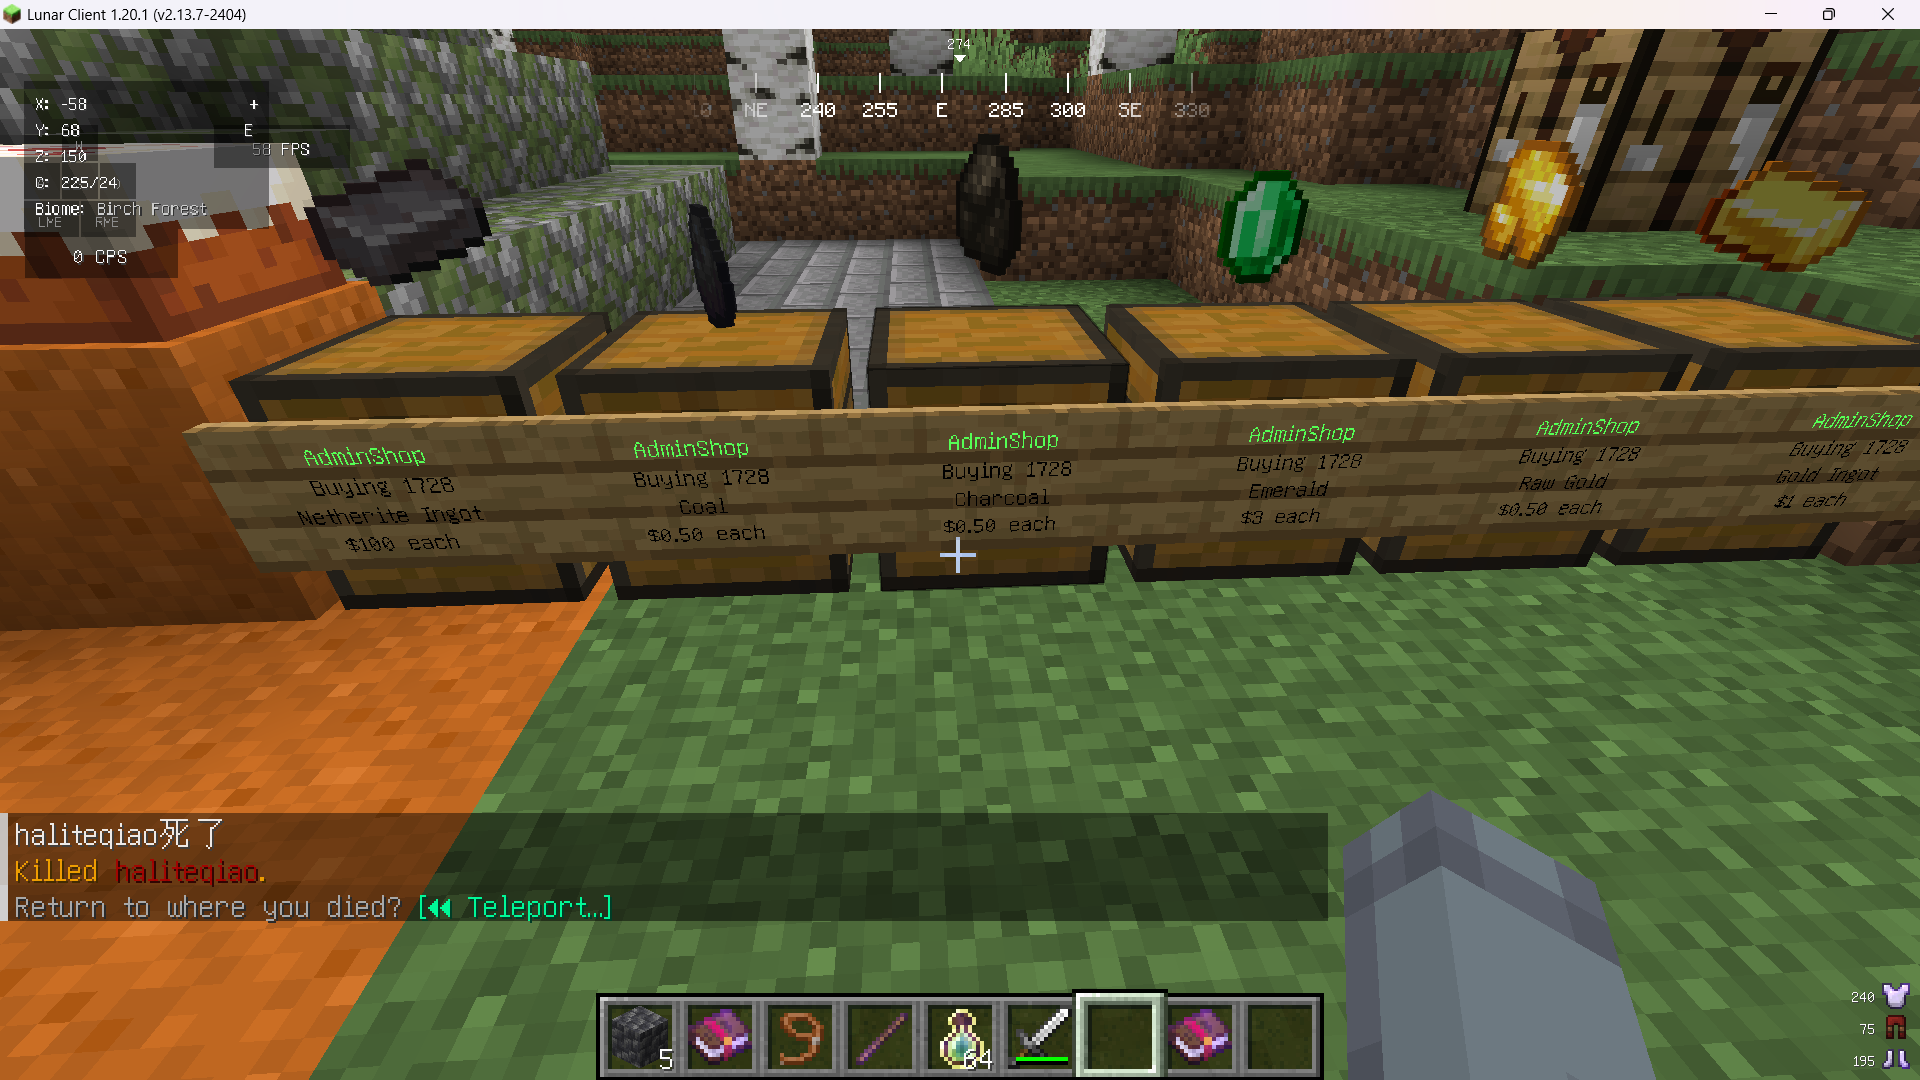 Lunar Client 1.20.1 (v2.13.7-2404)
274
NE 240 255 E 285 300 SE 330
X: -58 +
Y: 68 E
Z: 150
C: 225/24
Biome: Birch Forest
58 FPS
W
LME RME
0 CPS
AdminShop
Buying 1728
Netherite Ingot
$100 each
AdminShop
Buying 1728
Coal
$0.50 each
AdminShop
Buying 1728
Charcoal
$0.50 each
AdminShop
Buying 1728
Emerald
$3 each
AdminShop
Buying 1728
Raw Gold
$0.50 each
AdminShop
Buying 1728
Gold Ingot
$1 each
haliteqiao死了
Killed haliteqiao.
Return to where you died? [◀◀ Teleport…]
5
64
240
75
195